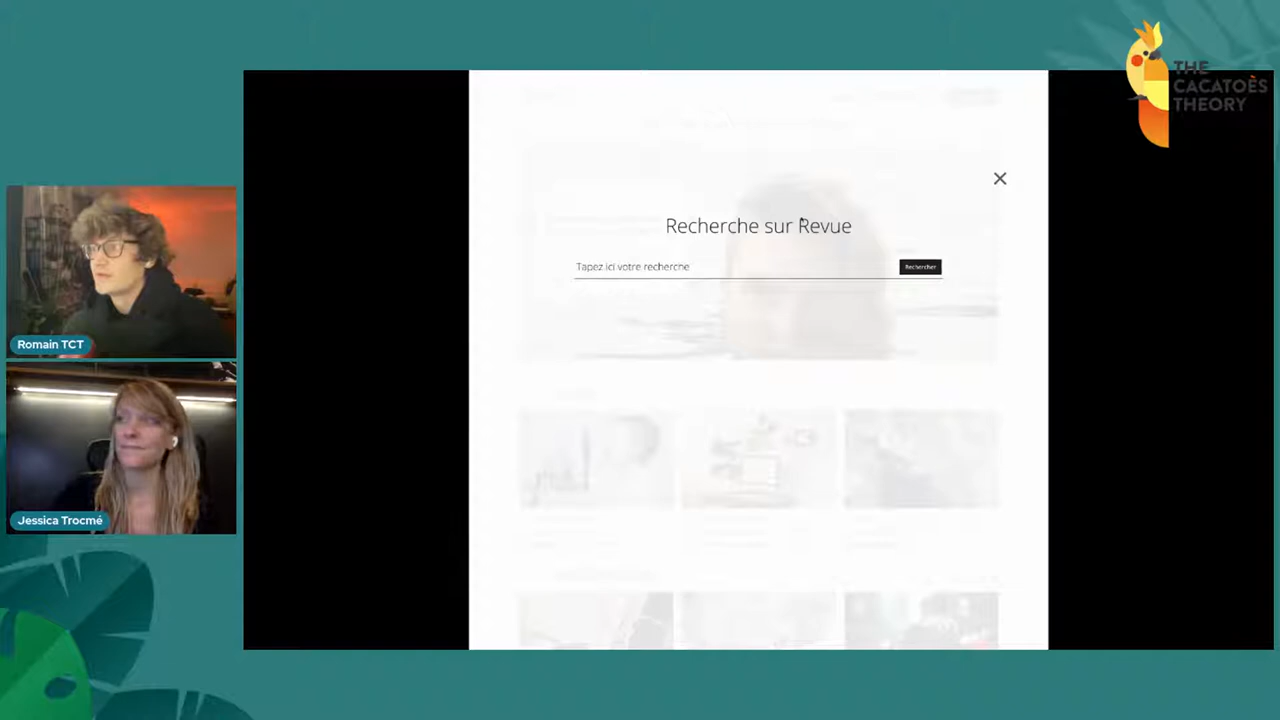 THE
CACATOÈS
THEORY
Recherche sur Revue
Tapez ici votre recherche
Rechercher
Romain TCT
Jessica Trocmé